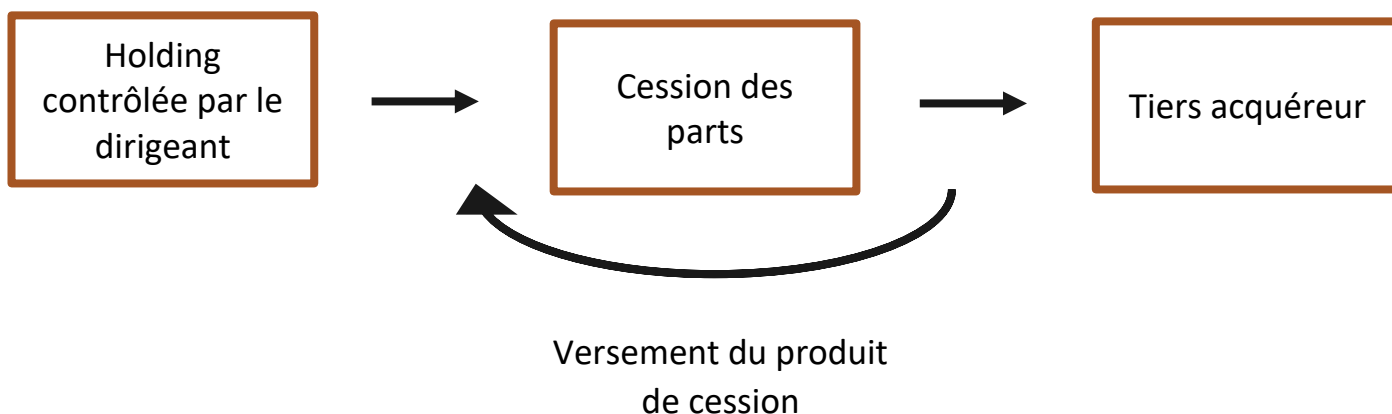 Holding
contrôlée par le
dirigeant
Cession des
parts
Tiers acquéreur
Versement du produit
de cession